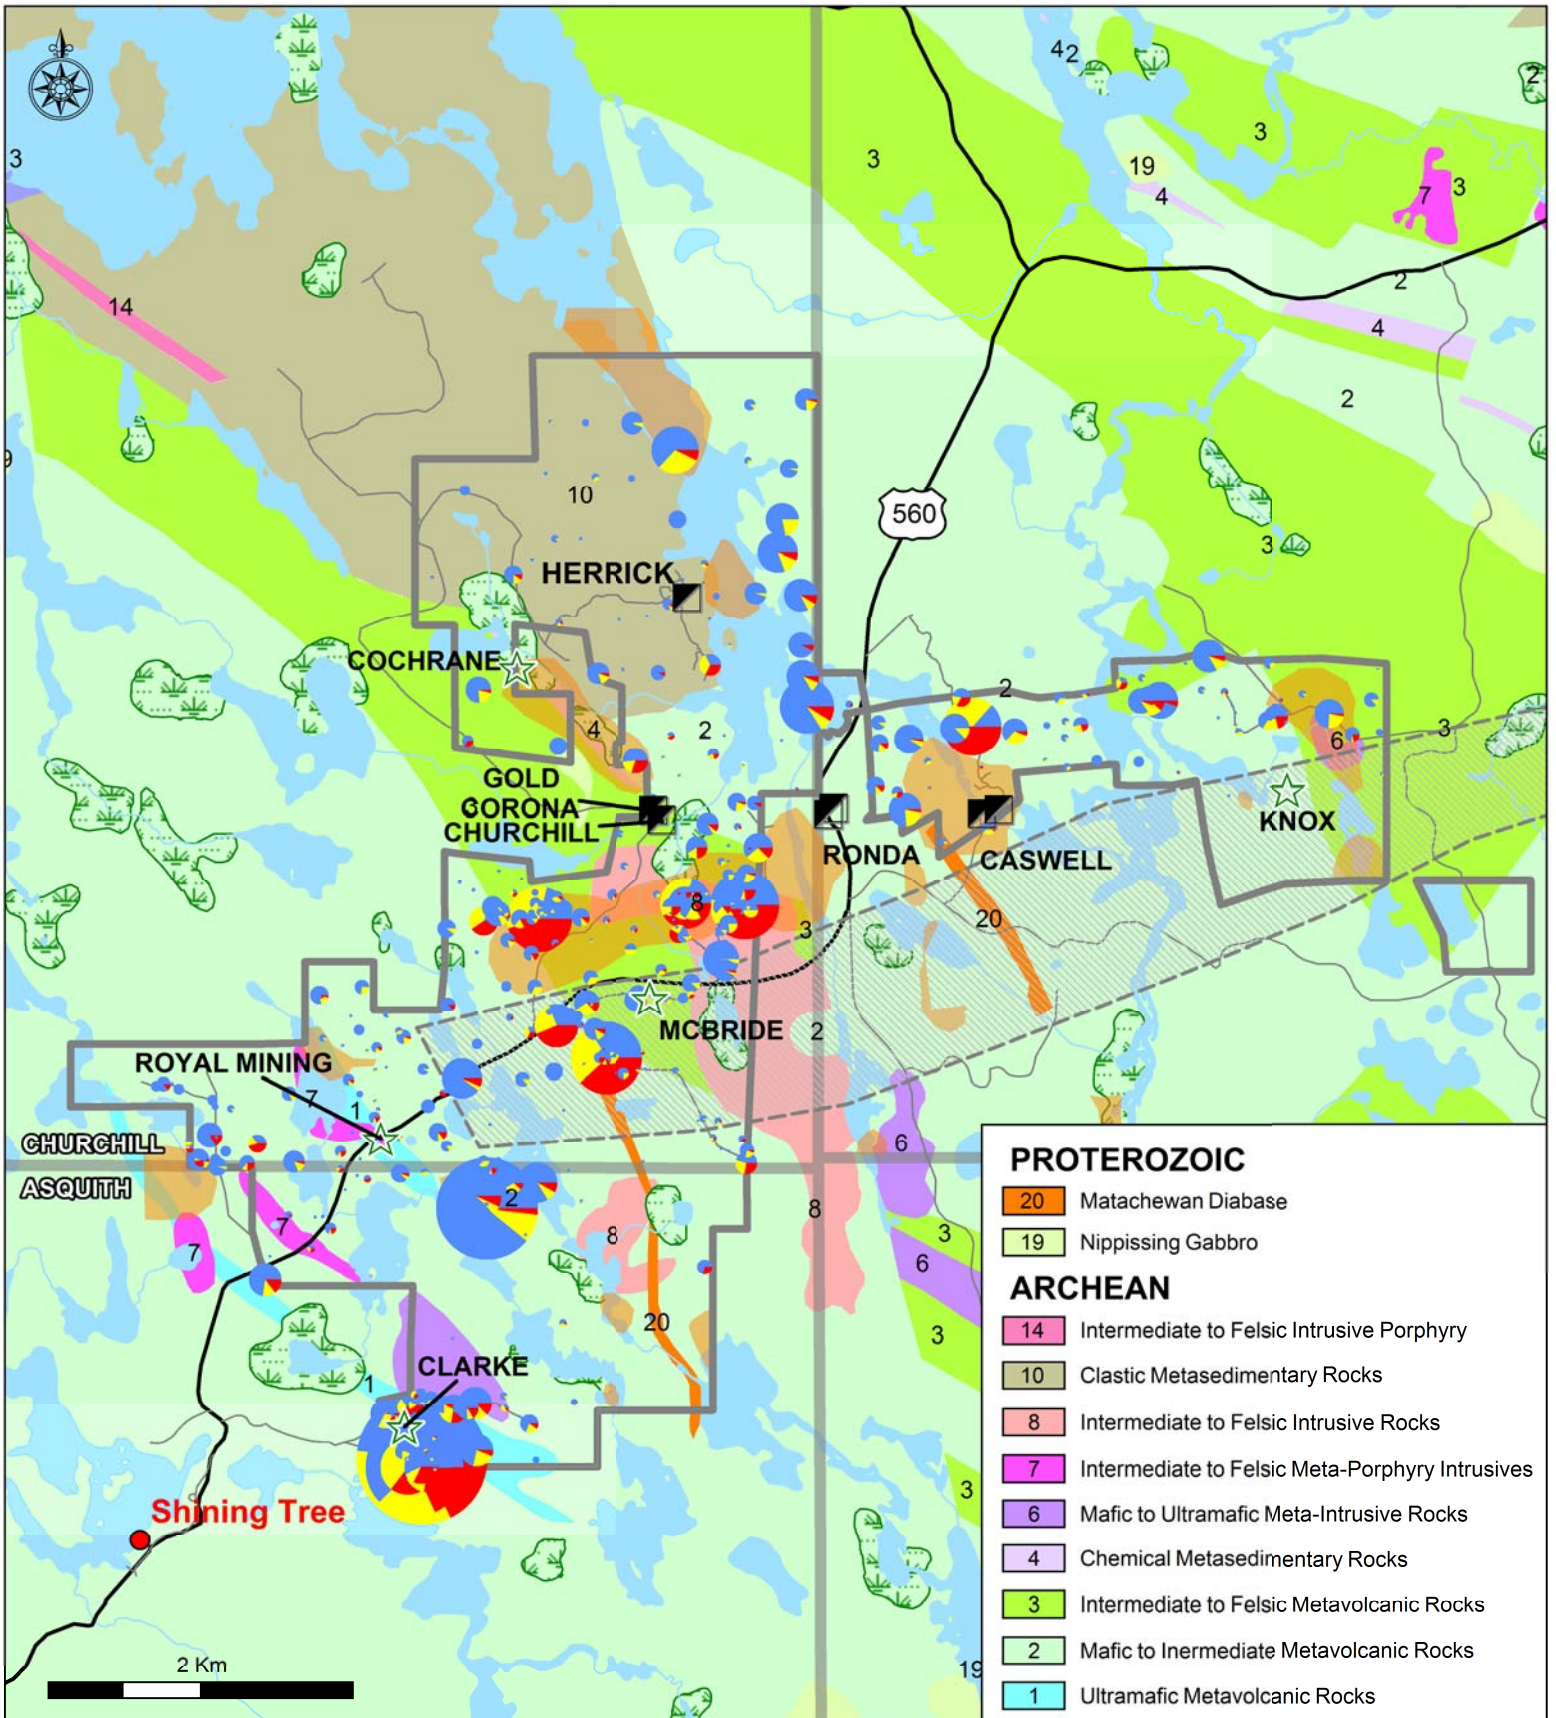 42
2
3
3
3
19
4
7
3
14
2
4
2
9
10
560
3
HERRICK
COCHRANE
4
2
2
3
6
GOLD
CORONA
CHURCHILL
KNOX
RONDA
CASWELL
8
3
20
MCBRIDE
2
ROYAL MINING
7
1
CHURCHILL
6
ASQUITH
2
7
7
8
8
3
6
20
3
CLARKE
1
3
Shining Tree
2 Km
19
PROTEROZOIC
20 Matachewan Diabase
19 Nippissing Gabbro
ARCHEAN
14 Intermediate to Felsic Intrusive Porphyry
10 Clastic Metasedimentary Rocks
8 Intermediate to Felsic Intrusive Rocks
7 Intermediate to Felsic Meta-Porphyry Intrusives
6 Mafic to Ultramafic Meta-Intrusive Rocks
4 Chemical Metasedimentary Rocks
3 Intermediate to Felsic Metavolcanic Rocks
2 Mafic to Inermediate Metavolcanic Rocks
1 Ultramafic Metavolcanic Rocks